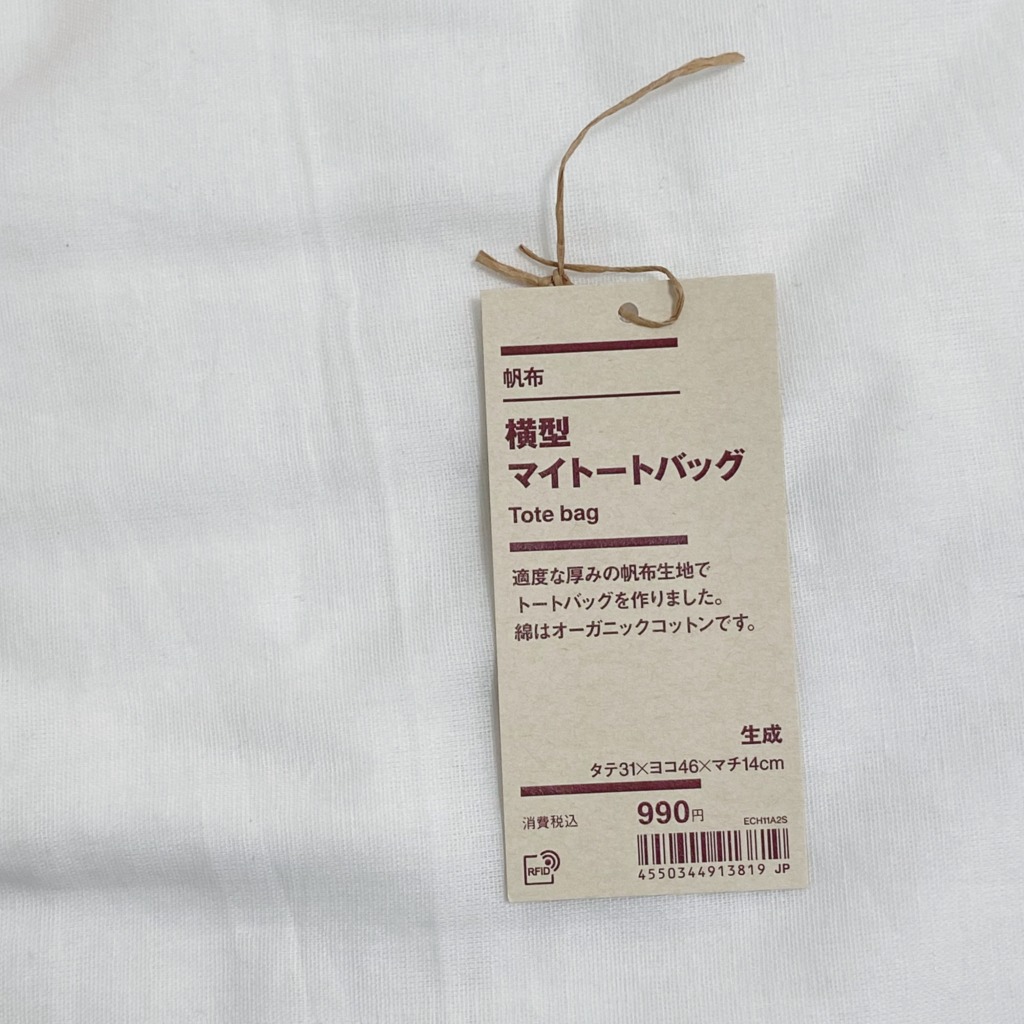 帆布
横型
マイトートバッグ
Tote bag
適度な厚みの帆布生地で
トートバッグを作りました。
綿はオーガニックコットンです。
生成
タテ31×ヨコ46×マチ14cm
消費税込 990円 ECH11A2S
RFID
4550344913819 JP